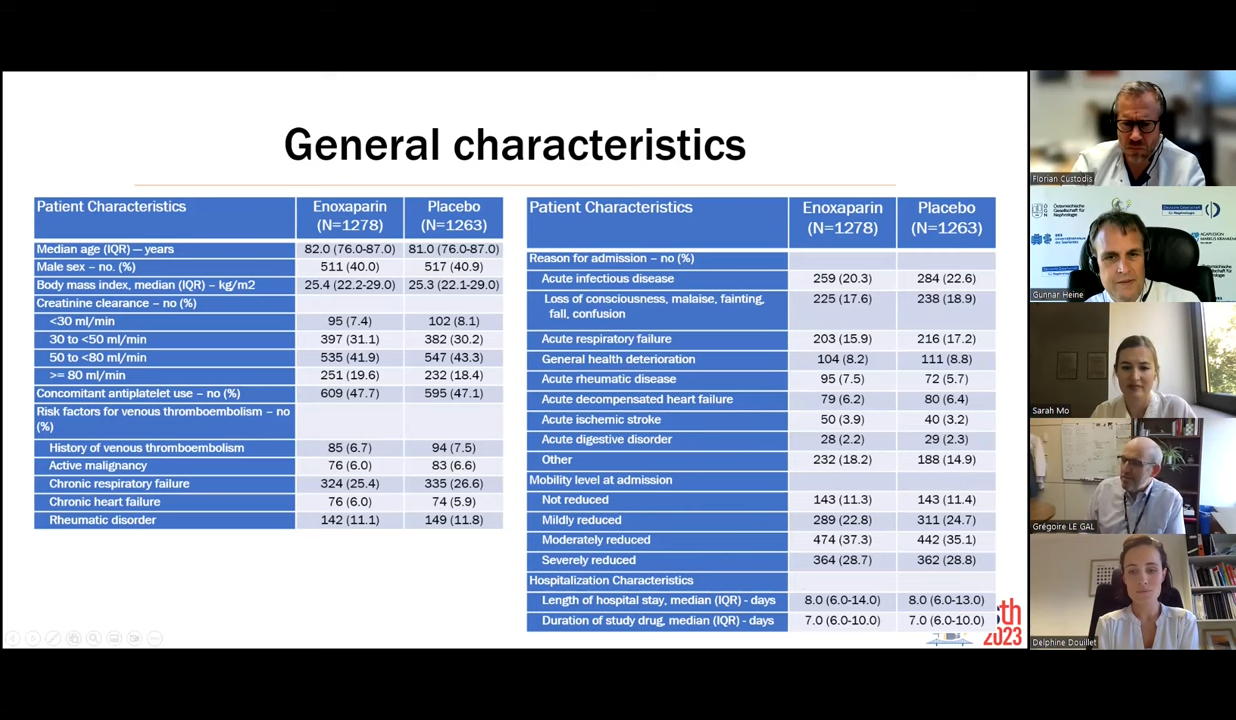 General characteristics
Patient Characteristics Enoxaparin (N=1278) Placebo (N=1263)
Median age (IQR) — years 82.0 (76.0-87.0) 81.0 (76.0-87.0)
Male sex – no. (%) 511 (40.0) 517 (40.9)
Body mass index, median (IQR) – kg/m2 25.4 (22.2-29.0) 25.3 (22.1-29.0)
Creatinine clearance – no (%)
<30 ml/min 95 (7.4) 102 (8.1)
30 to <50 ml/min 397 (31.1) 382 (30.2)
50 to <80 ml/min 535 (41.9) 547 (43.3)
>= 80 ml/min 251 (19.6) 232 (18.4)
Concomitant antiplatelet use – no (%) 609 (47.7) 595 (47.1)
Risk factors for venous thromboembolism – no
(%)
History of venous thromboembolism 85 (6.7) 94 (7.5)
Active malignancy 76 (6.0) 83 (6.6)
Chronic respiratory failure 324 (25.4) 335 (26.6)
Chronic heart failure 76 (6.0) 74 (5.9)
Rheumatic disorder 142 (11.1) 149 (11.8)
Patient Characteristics Enoxaparin (N=1278) Placebo (N=1263)
Reason for admission – no (%)
Acute infectious disease 259 (20.3) 284 (22.6)
Loss of consciousness, malaise, fainting, 225 (17.6) 238 (18.9)
fall, confusion
Acute respiratory failure 203 (15.9) 216 (17.2)
General health deterioration 104 (8.2) 111 (8.8)
Acute rheumatic disease 95 (7.5) 72 (5.7)
Acute decompensated heart failure 79 (6.2) 80 (6.4)
Acute ischemic stroke 50 (3.9) 40 (3.2)
Acute digestive disorder 28 (2.2) 29 (2.3)
Other 232 (18.2) 188 (14.9)
Mobility level at admission
Not reduced 143 (11.3) 143 (11.4)
Mildly reduced 289 (22.8) 311 (24.7)
Moderately reduced 474 (37.3) 442 (35.1)
Severely reduced 364 (28.7) 362 (28.8)
Hospitalization Characteristics
Length of hospital stay, median (IQR) - days 8.0 (6.0-14.0) 8.0 (6.0-13.0)
Duration of study drug, median (IQR) - days 7.0 (6.0-10.0) 7.0 (6.0-10.0)
th
2023
Florian Custodis
Österreichische
Gesellschaft für
Nephrologie
Gunnar Heine
Sarah Mo
Grégoire LE GAL
Delphine Douillet